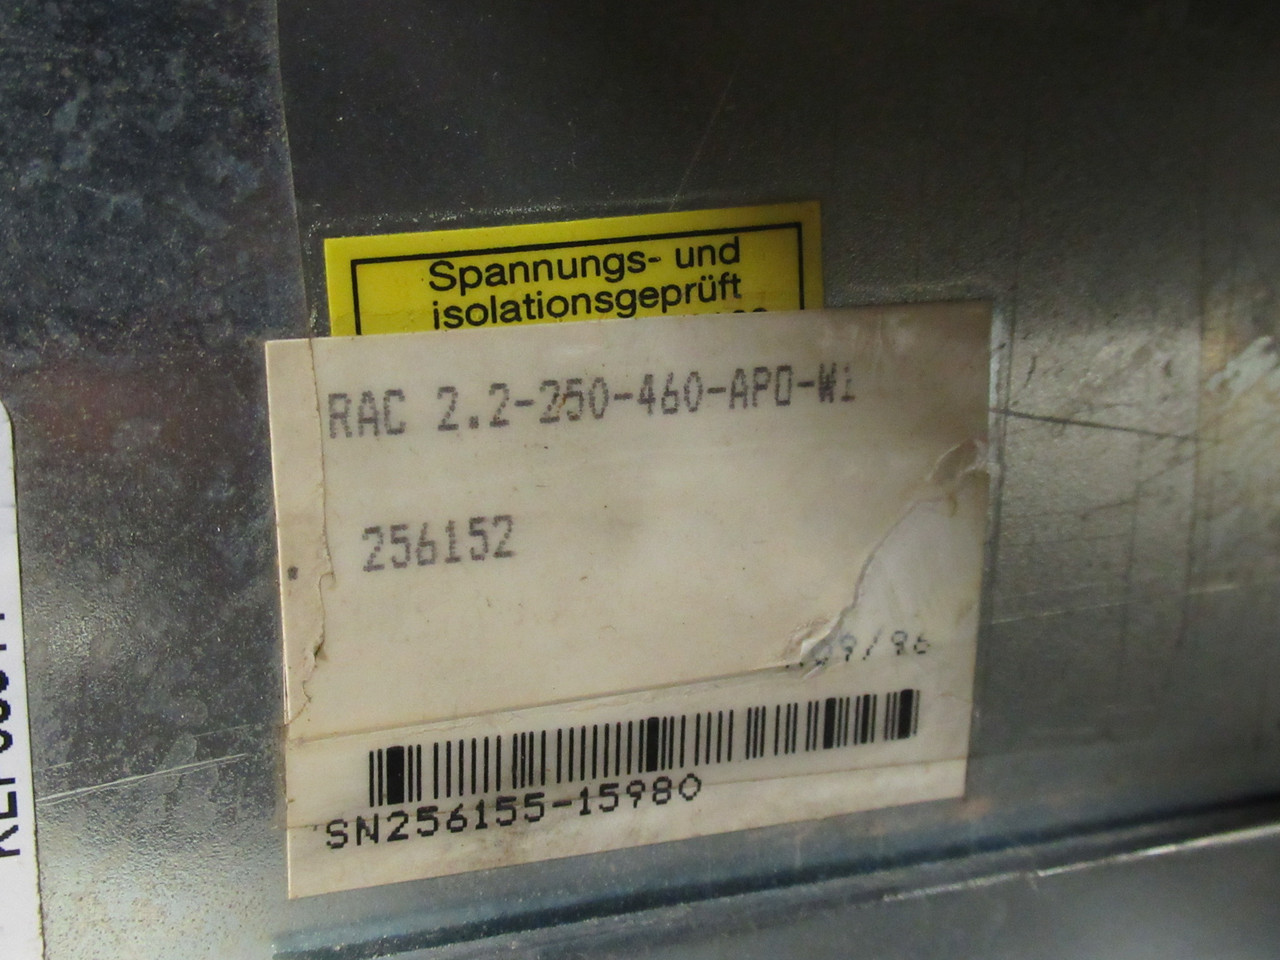 Spannungs- und
isolationsgeprüft
RAC 2.2-250-460-APO-W1
256152
09/96
SN256155-15980